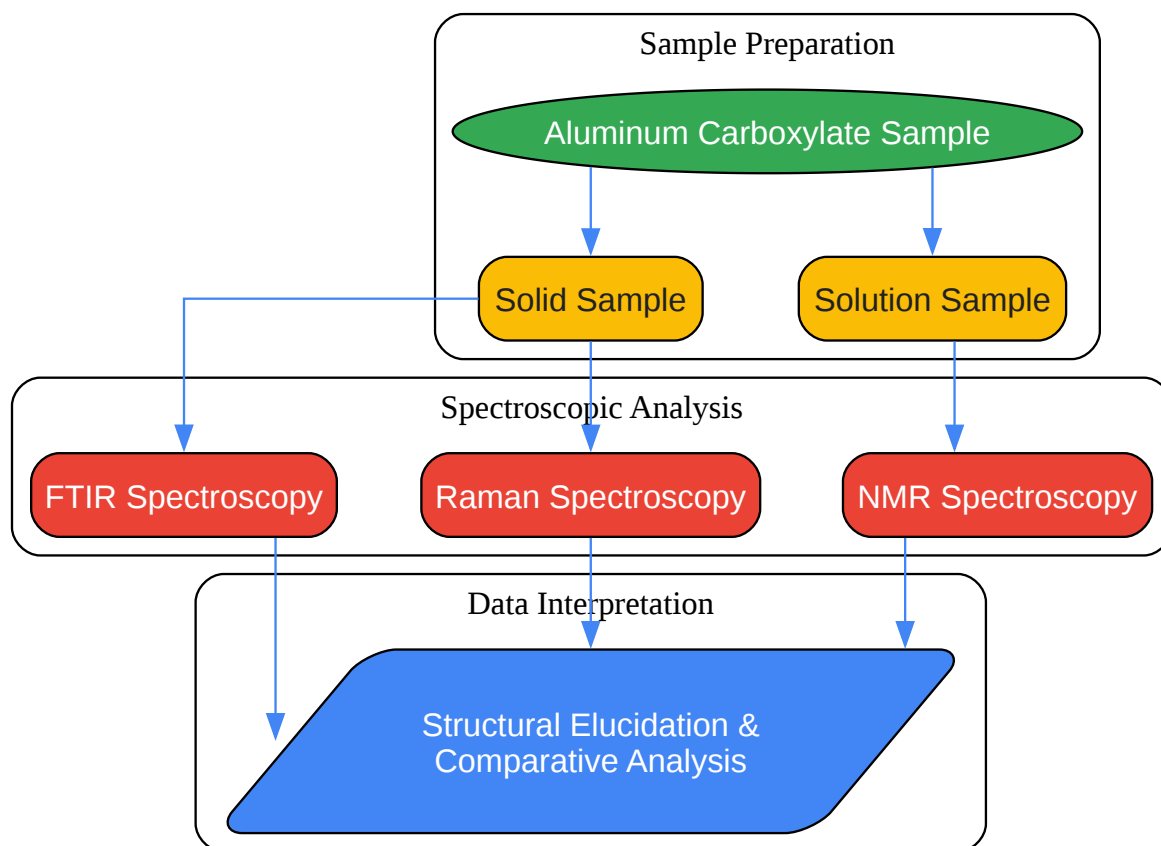 Sample Preparation
Aluminum Carboxylate Sample
Solid Sample
Solution Sample
Spectroscopic Analysis
FTIR Spectroscopy
Raman Spectroscopy
NMR Spectroscopy
Data Interpretation
Structural Elucidation &
Comparative Analysis